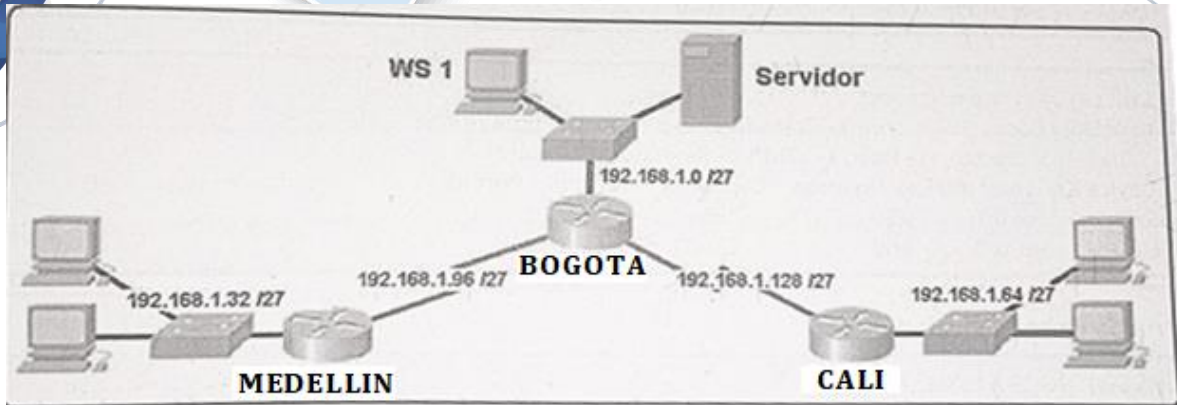 WS 1
Servidor
192.168.1.0 /27
BOGOTA
192.168.1.96 /27
192.168.1.128 /27
192.168.1.32 /27
192.168.1.64 /27
MEDELLIN
CALI